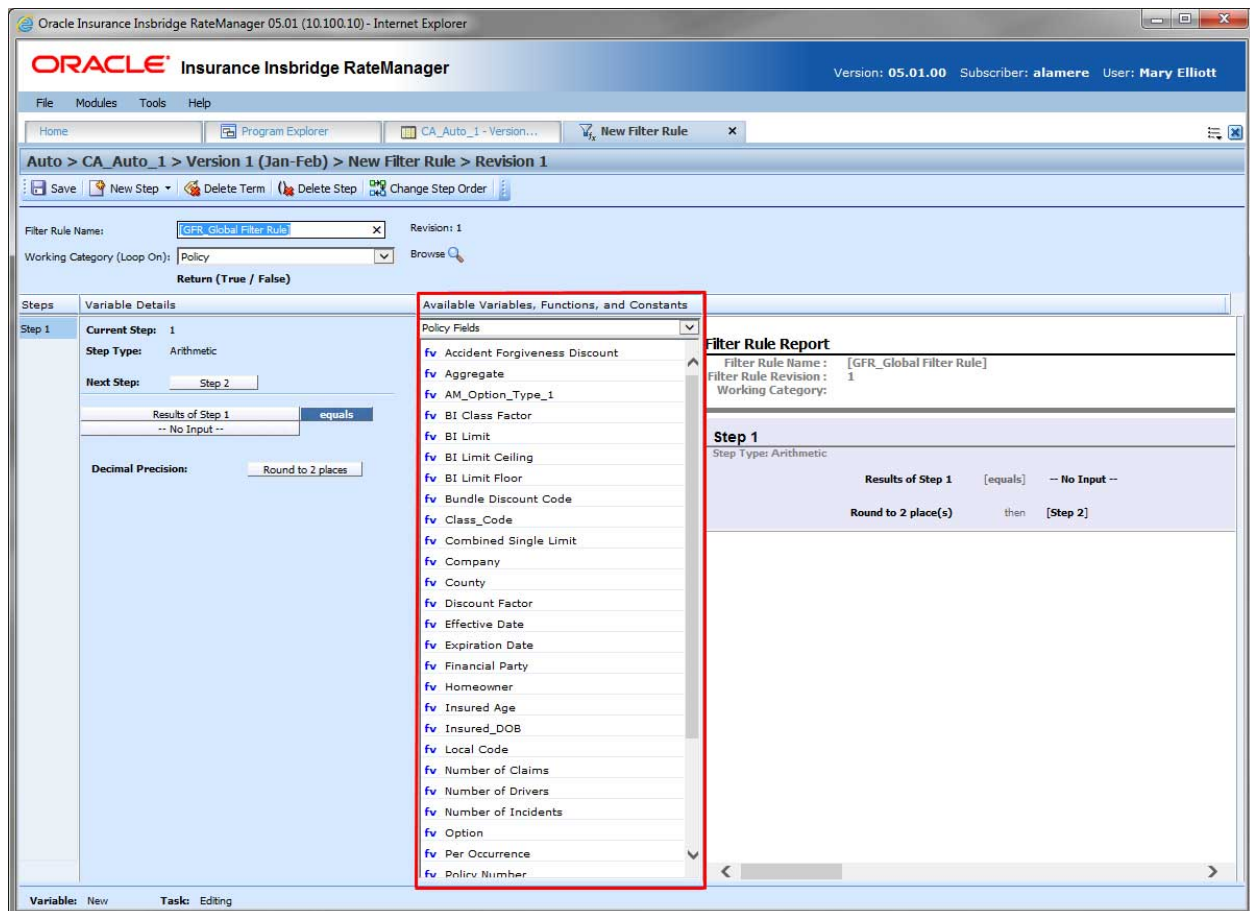 Oracle Insurance Insbridge RateManager 05.01 (10.100.10) - Internet Explorer
ORACLE Insurance Insbridge RateManager
Version: 05.01.00 Subscriber: alamere User: Mary Elliott
File Modules Tools Help
Home Program Explorer CA_Auto_1 - Version... New Filter Rule
Auto > CA_Auto_1 > Version 1 (Jan-Feb) > New Filter Rule > Revision 1
Save New Step Delete Term Delete Step Change Step Order
Filter Rule Name: [GFR_Global Filter Rule] Revision: 1
Working Category (Loop On): Policy Browse
Return (True / False)
Steps Variable Details Available Variables, Functions, and Constants
Step 1
Current Step: 1
Step Type: Arithmetic
Next Step: Step 2
Results of Step 1 equals
-- No Input --
Decimal Precision: Round to 2 places
Policy Fields
fv Accident Forgiveness Discount
fv Aggregate
fv AM_Option_Type_1
fv BI Class Factor
fv BI Limit
fv BI Limit Ceiling
fv BI Limit Floor
fv Bundle Discount Code
fv Class_Code
fv Combined Single Limit
fv Company
fv County
fv Discount Factor
fv Effective Date
fv Expiration Date
fv Financial Party
fv Homeowner
fv Insured Age
fv Insured_DOB
fv Local Code
fv Number of Claims
fv Number of Drivers
fv Number of Incidents
fv Option
fv Per Occurrence
fv Policy Number
Filter Rule Report
Filter Rule Name : [GFR_Global Filter Rule]
Filter Rule Revision : 1
Working Category:
Step 1
Step Type: Arithmetic
Results of Step 1 [equals] -- No Input --
Round to 2 place(s) then [Step 2]
Variable: New Task: Editing